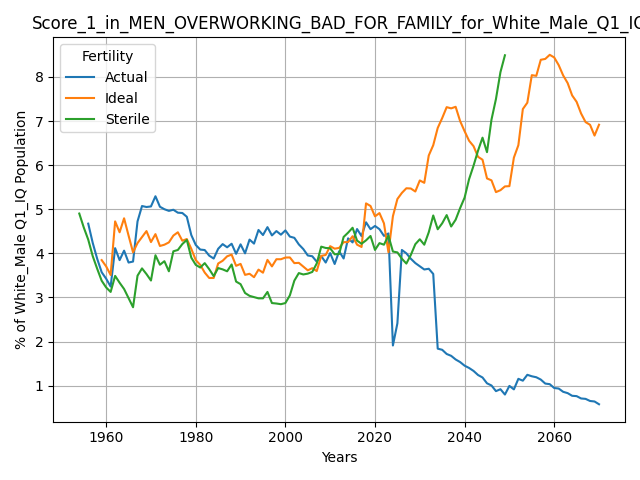 Score_1_in_MEN_OVERWORKING_BAD_FOR_FAMILY_for_White_Male_Q1_IQ
Fertility
Actual
Ideal
Sterile
% of White_Male Q1_IQ Population
8
7
6
5
4
3
2
1
1960 1980 2000 2020 2040 2060
Years